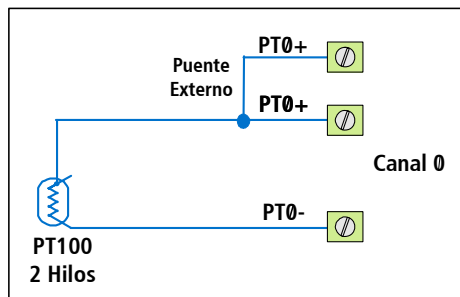 PT0+
Puente
Externo
PT0+
Canal 0
PT0-
PT100
2 Hilos